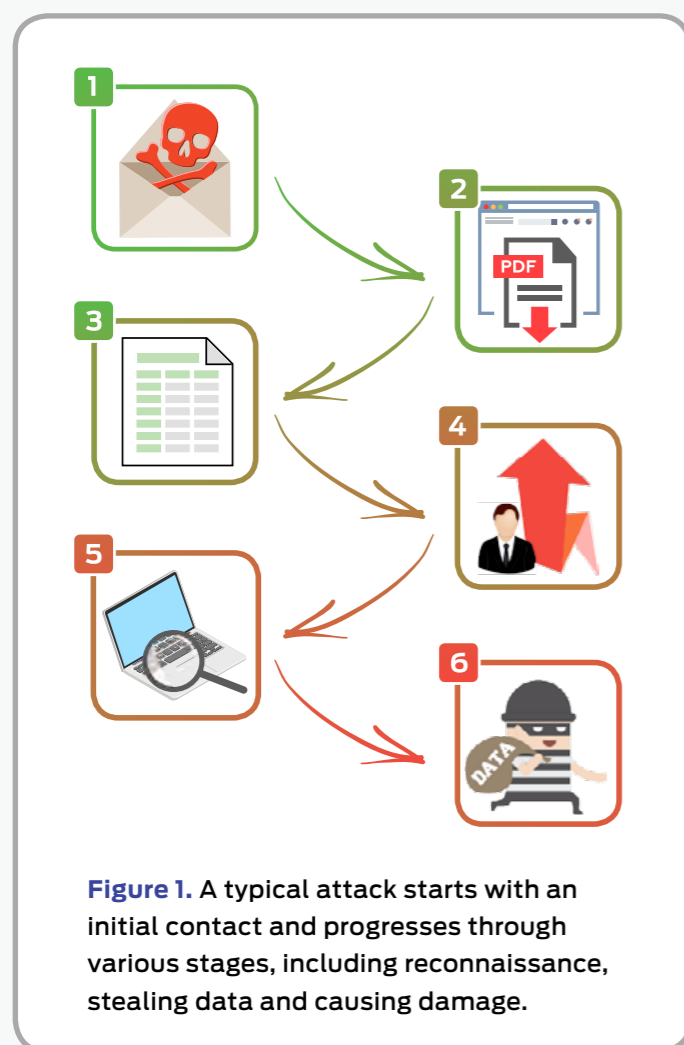 1
2
PDF
3
4
5
6
DATA
Figure 1. A typical attack starts with an
initial contact and progresses through
various stages, including reconnaissance,
stealing data and causing damage.